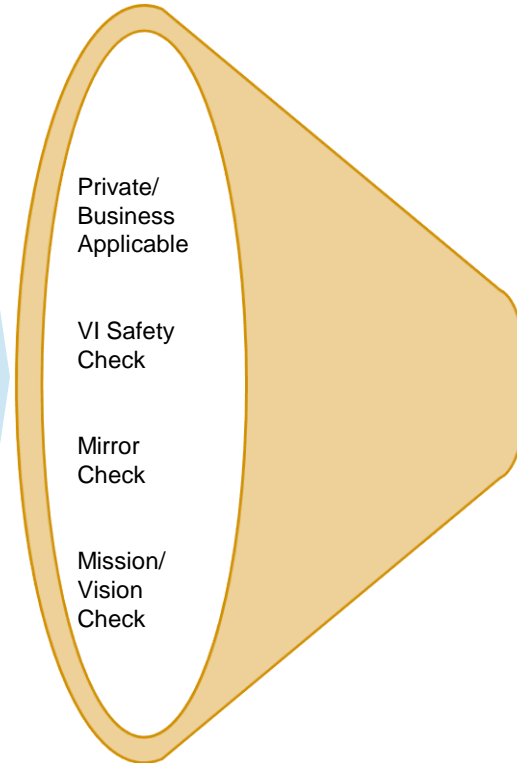 Private/
Business
Applicable
VI Safety
Check
Mirror
Check
Mission/
Vision
Check